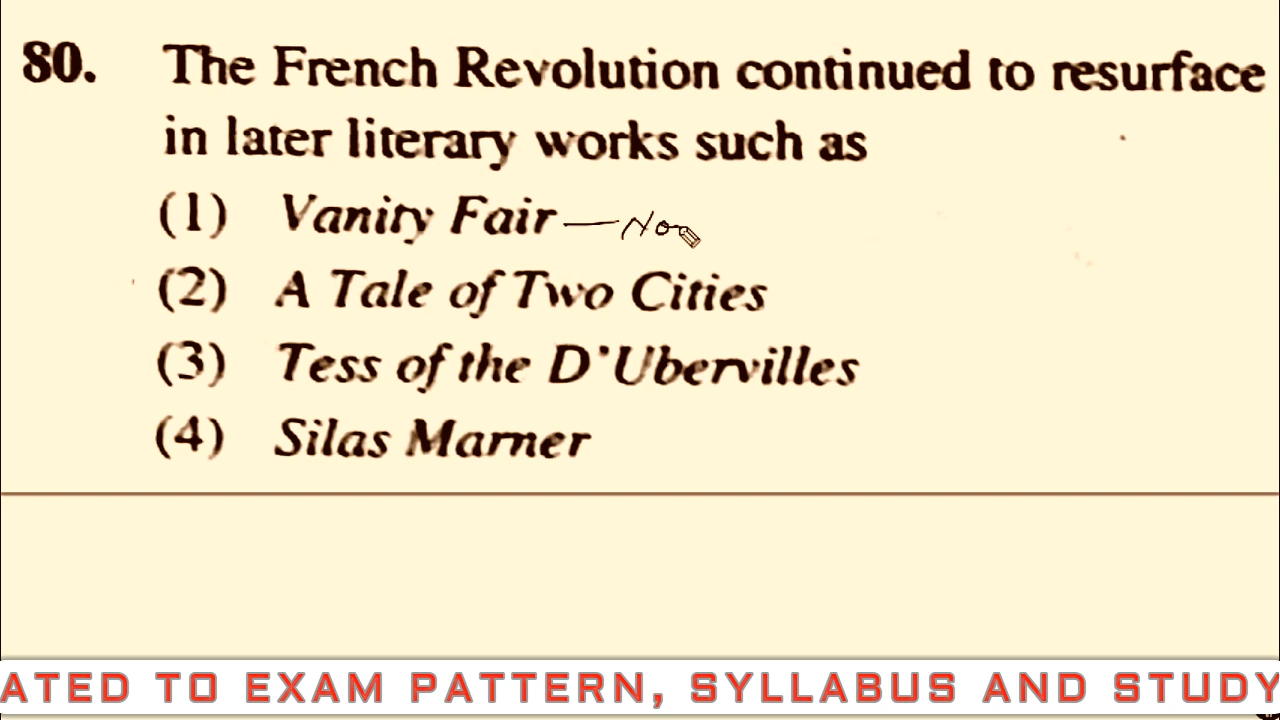 80. The French Revolution continued to resurface
in later literary works such as
(1) Vanity Fair — No
(2) A Tale of Two Cities
(3) Tess of the D'Ubervilles
(4) Silas Marner
ATED TO EXAM PATTERN, SYLLABUS AND STUDY